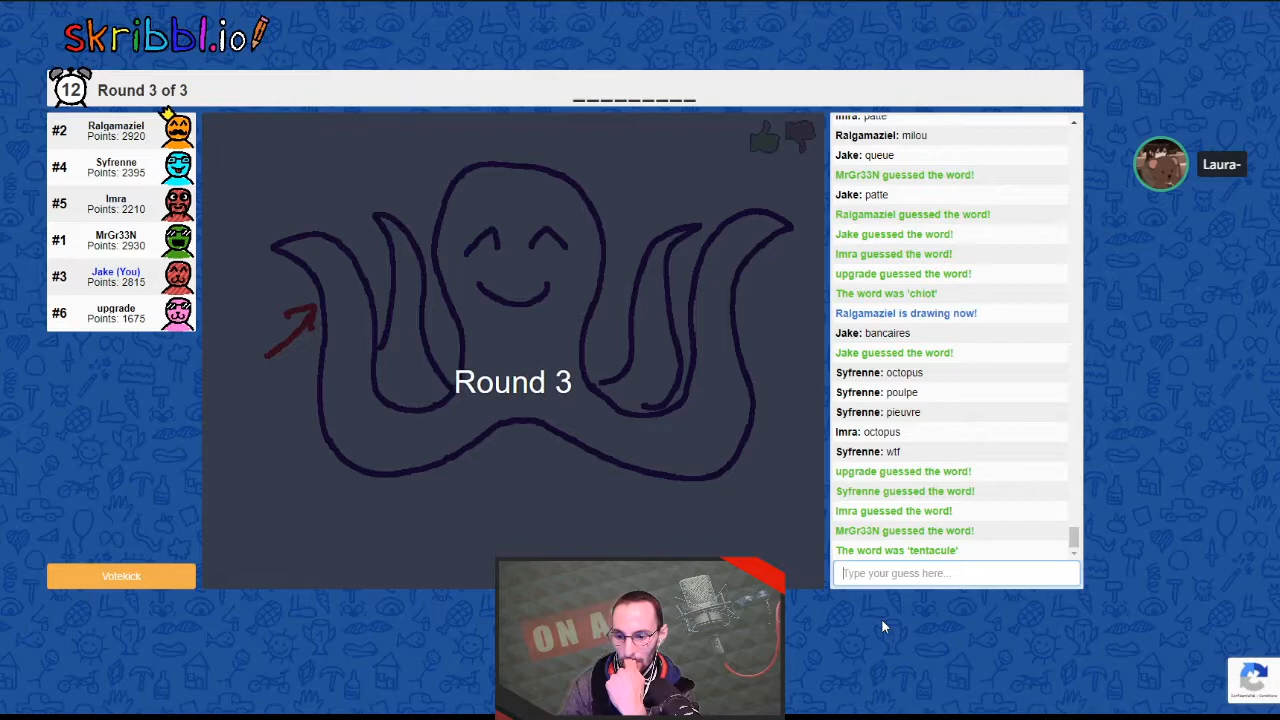 skribbl.io!
12
Round 3 of 3
_________
#2
Ralgamaziel
Points: 2920
#4
Syfrenne
Points: 2395
#5
Imra
Points: 2210
#1
MrGr33N
Points: 2930
#3
Jake (You)
Points: 2815
#6
upgrade
Points: 1675
Votekick
Round 3
ON A
Imra: patte
Ralgamaziel: milou
Jake: queue
MrGr33N guessed the word!
Jake: patte
Ralgamaziel guessed the word!
Jake guessed the word!
Imra guessed the word!
upgrade guessed the word!
The word was 'chiot'
Ralgamaziel is drawing now!
Jake: bancaires
Jake guessed the word!
Syfrenne: octopus
Syfrenne: poulpe
Syfrenne: pieuvre
Imra: octopus
Syfrenne: wtf
upgrade guessed the word!
Syfrenne guessed the word!
Imra guessed the word!
MrGr33N guessed the word!
The word was 'tentacule'
Type your guess here...
Laura-